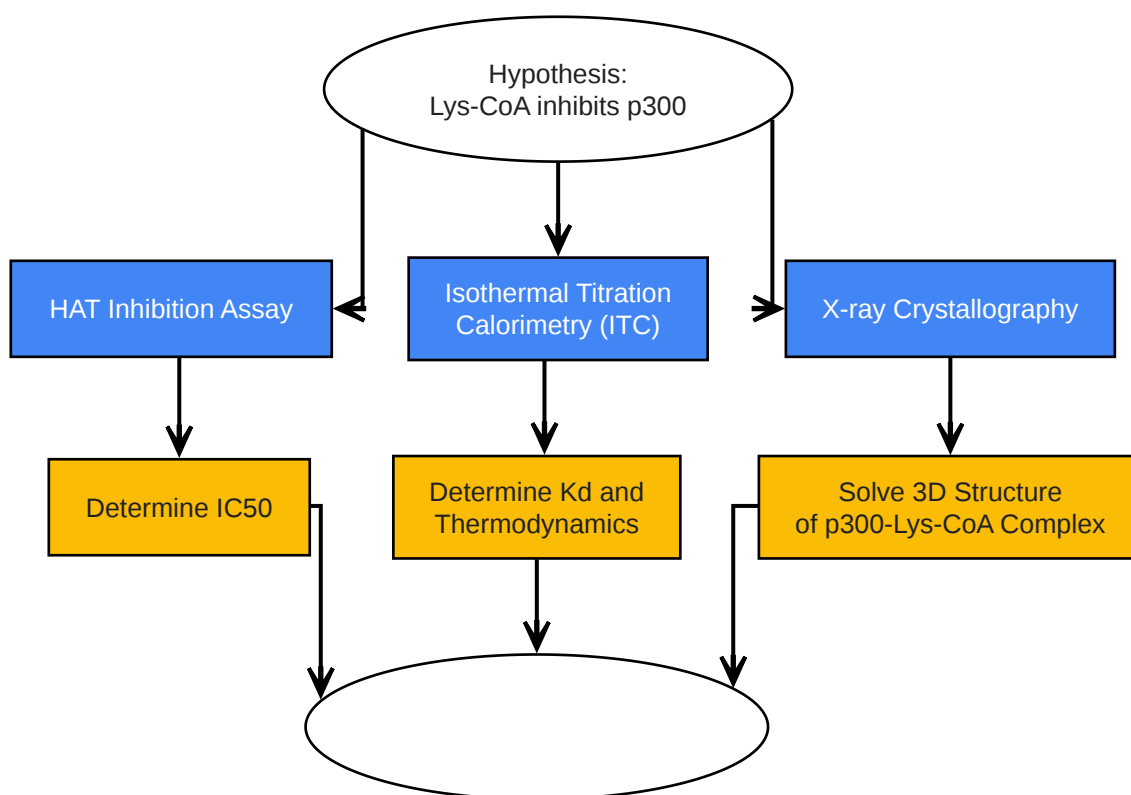 Hypothesis:
Lys-CoA inhibits p300
HAT Inhibition Assay
Isothermal Titration
Calorimetry (ITC)
X-ray Crystallography
Determine IC50
Determine Kd and
Thermodynamics
Solve 3D Structure
of p300-Lys-CoA Complex